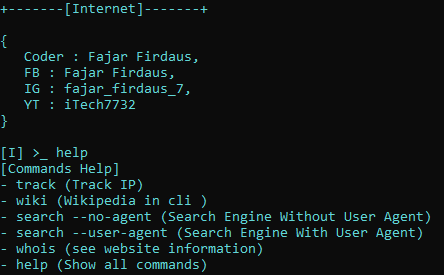 +-------[Internet]-------+
{
Coder : Fajar Firdaus,
FB : Fajar Firdaus,
IG : fajar_firdaus_7,
YT : iTech7732
}
[I] >_ help
[Commands Help]
- track (Track IP)
- wiki (Wikipedia in cli )
- search --no-agent (Search Engine Without User Agent)
- search --user-agent (Search Engine With User Agent)
- whois (see website information)
- help (Show all commands)